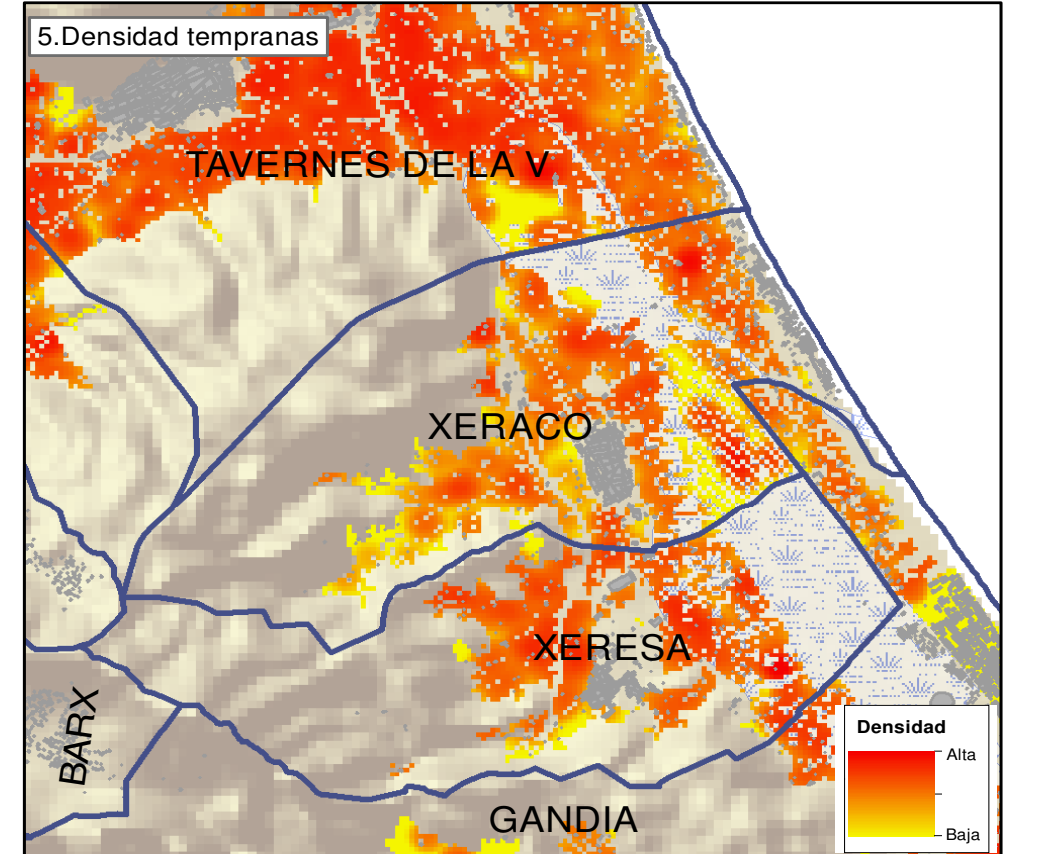 5.Densidad tempranas
TAVERNES DE LA V
XERACO
XERESA
BARX
GANDIA
Densidad
Alta
Baja